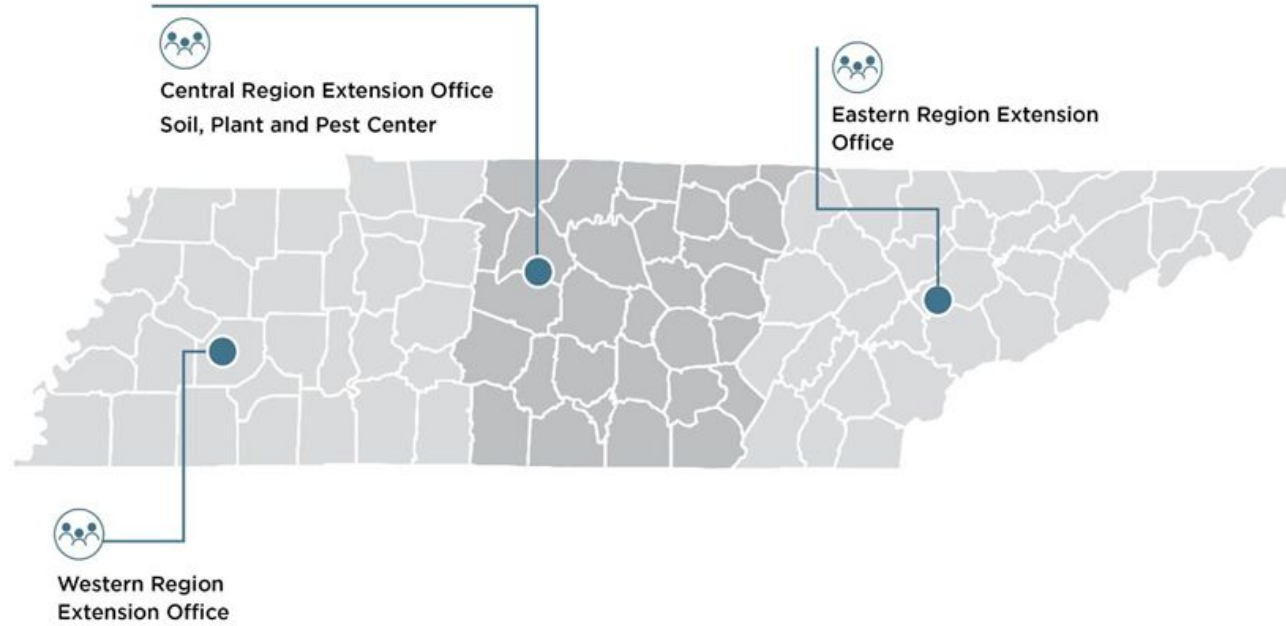 Central Region Extension Office
Soil, Plant and Pest Center
Eastern Region Extension
Office
Western Region
Extension Office